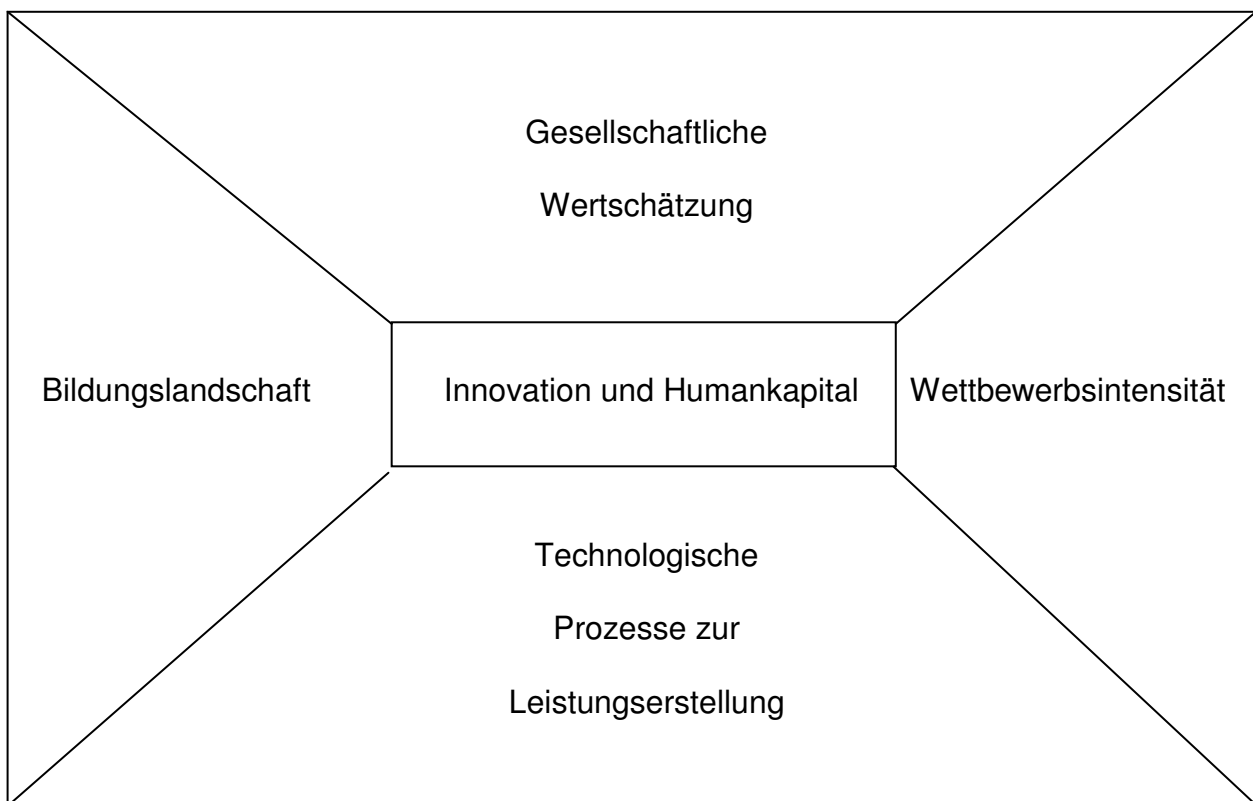 Gesellschaftliche
Wertschätzung
Bildungslandschaft
Innovation und Humankapital
Wettbewerbsintensität
Technologische
Prozesse zur
Leistungserstellung